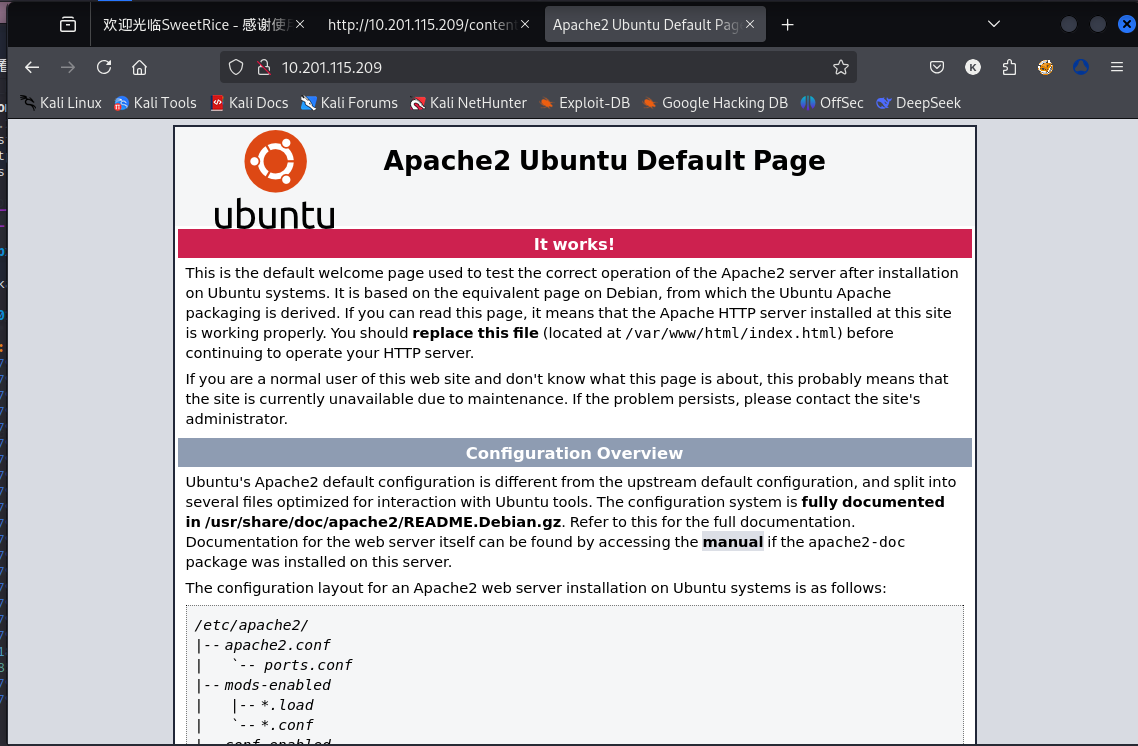 欢迎光临SweetRice - 感谢使
http://10.201.115.209/conten
Apache2 Ubuntu Default Pag
10.201.115.209
Kali Linux
Kali Tools
Kali Docs
Kali Forums
Kali NetHunter
Exploit-DB
Google Hacking DB
OffSec
DeepSeek
ubuntu
Apache2 Ubuntu Default Page
It works!
This is the default welcome page used to test the correct operation of the Apache2 server after installation
on Ubuntu systems. It is based on the equivalent page on Debian, from which the Ubuntu Apache
packaging is derived. If you can read this page, it means that the Apache HTTP server installed at this site
is working properly. You should replace this file (located at /var/www/html/index.html) before
continuing to operate your HTTP server.
If you are a normal user of this web site and don't know what this page is about, this probably means that
the site is currently unavailable due to maintenance. If the problem persists, please contact the site's
administrator.
Configuration Overview
Ubuntu's Apache2 default configuration is different from the upstream default configuration, and split into
several files optimized for interaction with Ubuntu tools. The configuration system is fully documented
in /usr/share/doc/apache2/README.Debian.gz. Refer to this for the full documentation.
Documentation for the web server itself can be found by accessing the manual if the apache2-doc
package was installed on this server.
The configuration layout for an Apache2 web server installation on Ubuntu systems is as follows:
/etc/apache2/
|-- apache2.conf
|   `-- ports.conf
|-- mods-enabled
|   |-- *.load
|   `-- *.conf
|-- conf-enabled